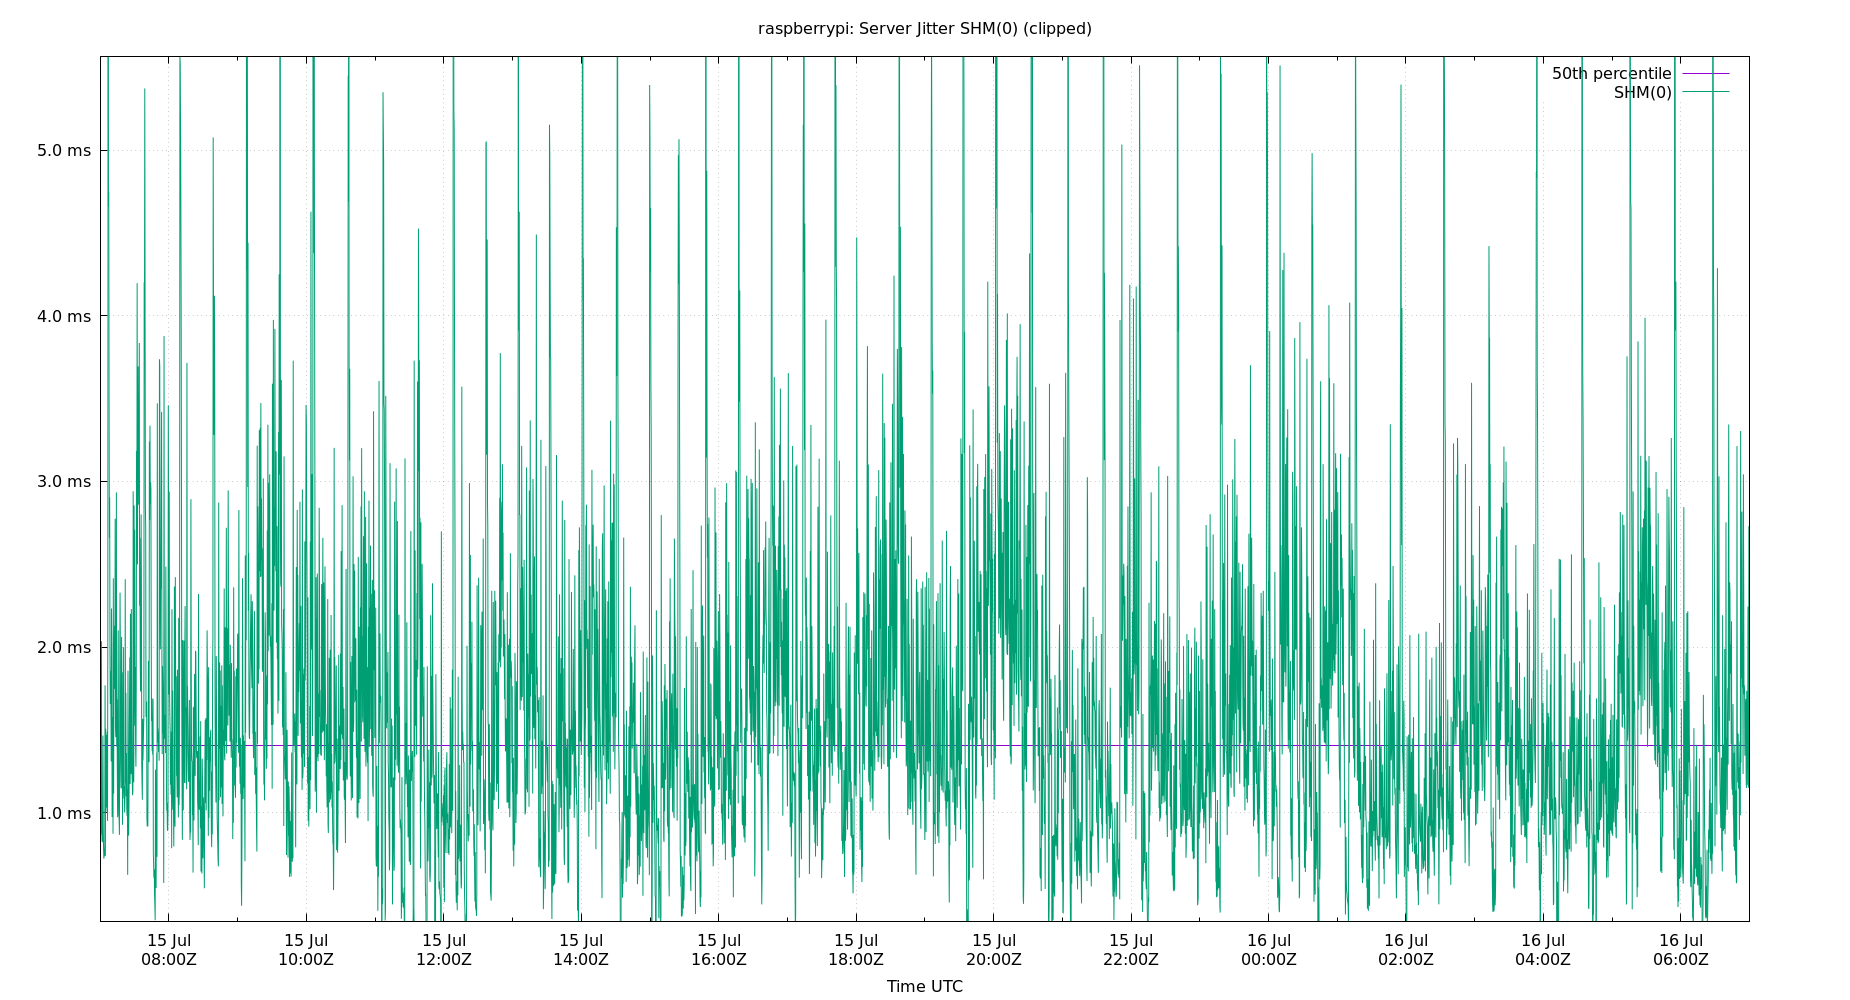 raspberrypi: Server Jitter SHM(0) (clipped)
50th percentile
SHM(0)
5.0 ms
4.0 ms
3.0 ms
2.0 ms
1.0 ms
15 Jul 15 Jul 15 Jul 15 Jul 15 Jul 15 Jul 15 Jul 15 Jul 16 Jul 16 Jul 16 Jul 16 Jul
08:00Z 10:00Z 12:00Z 14:00Z 16:00Z 18:00Z 20:00Z 22:00Z 00:00Z 02:00Z 04:00Z 06:00Z
Time UTC